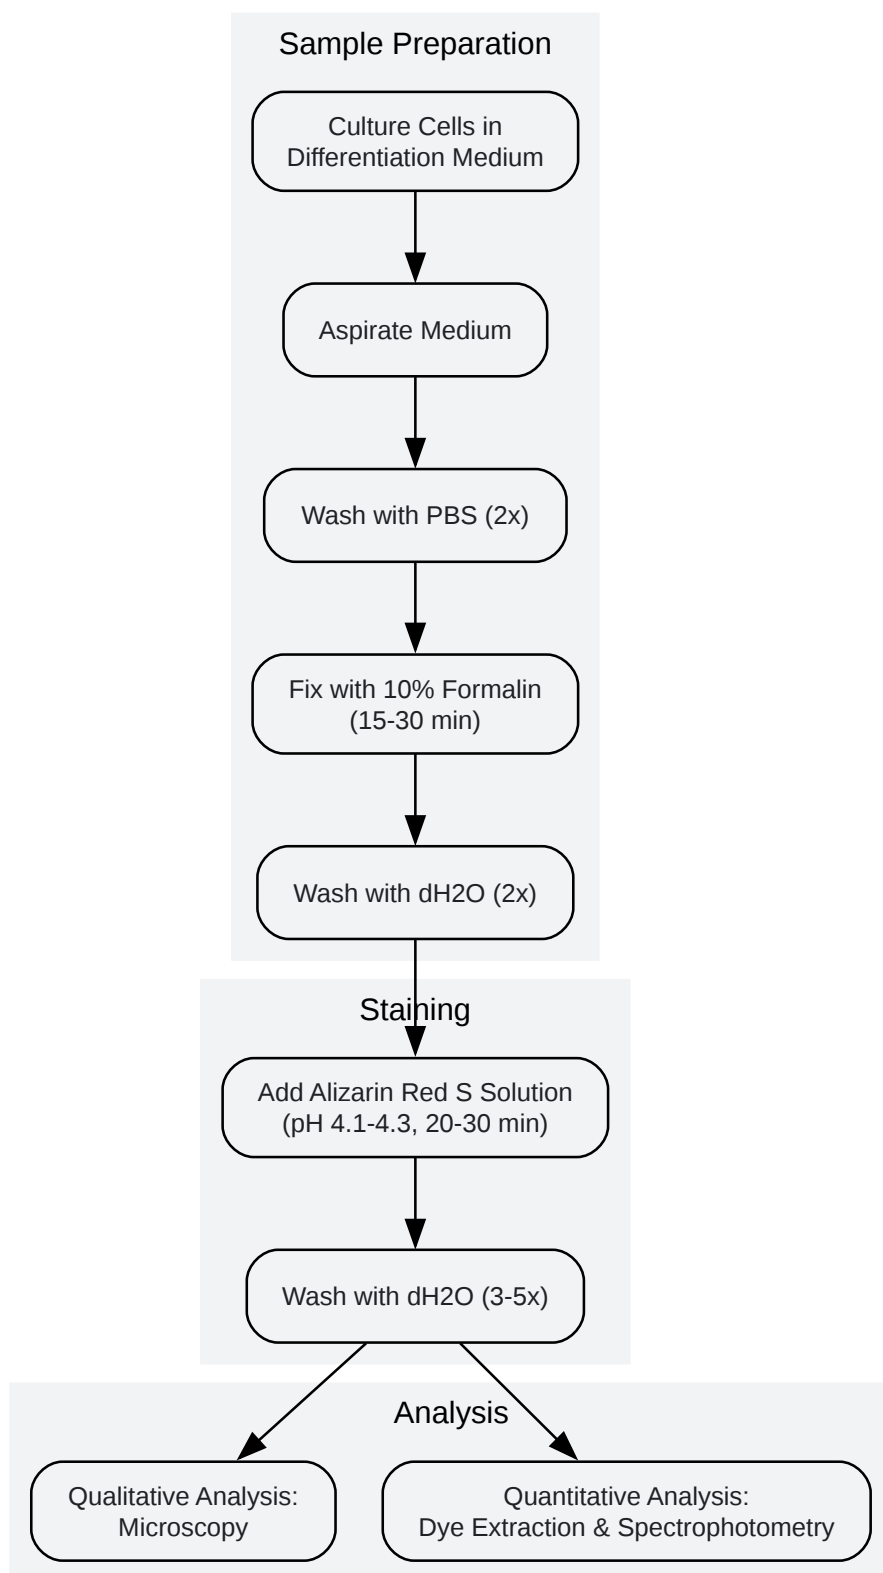 Sample Preparation
Culture Cells in
Differentiation Medium
Aspirate Medium
Wash with PBS (2x)
Fix with 10% Formalin
(15-30 min)
Wash with dH2O (2x)
Staining
Add Alizarin Red S Solution
(pH 4.1-4.3, 20-30 min)
Wash with dH2O (3-5x)
Analysis
Qualitative Analysis:
Microscopy
Quantitative Analysis:
Dye Extraction & Spectrophotometry